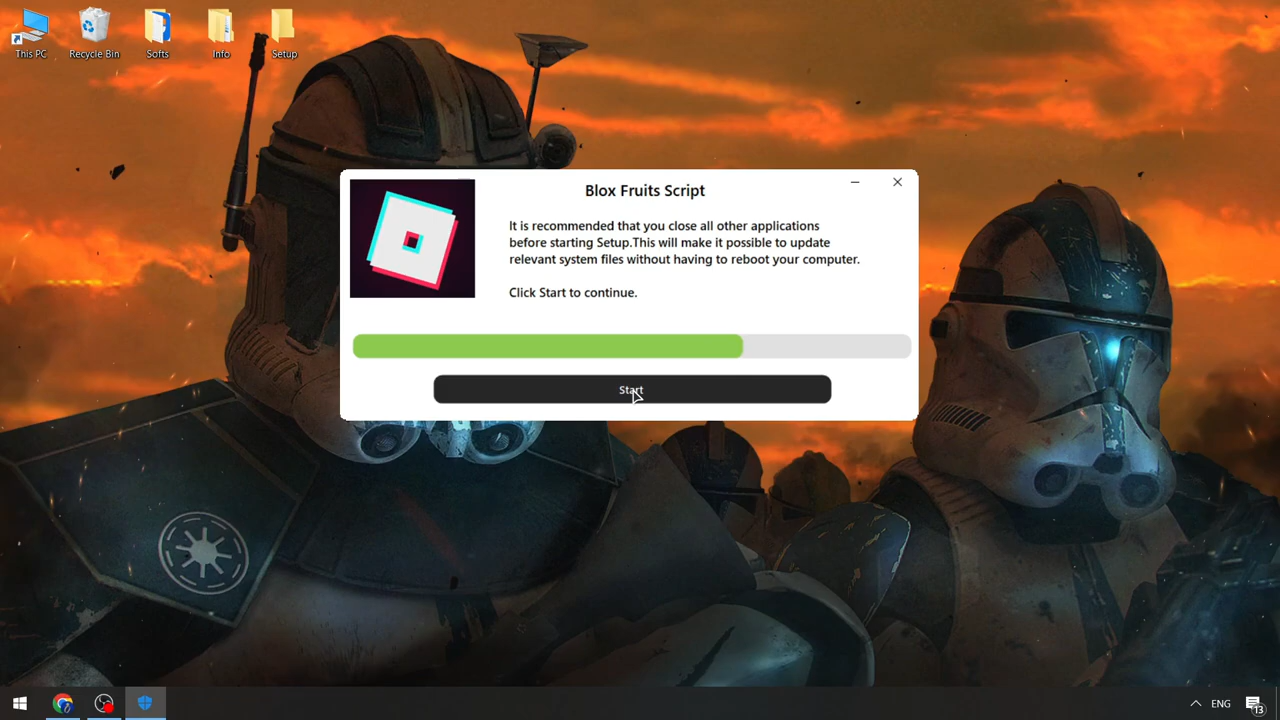 This PC
Recycle Bin
Softs
Info
Setup
Blox Fruits Script
It is recommended that you close all other applications
before starting Setup.This will make it possible to update
relevant system files without having to reboot your computer.
Click Start to continue.
Start
ENG
13